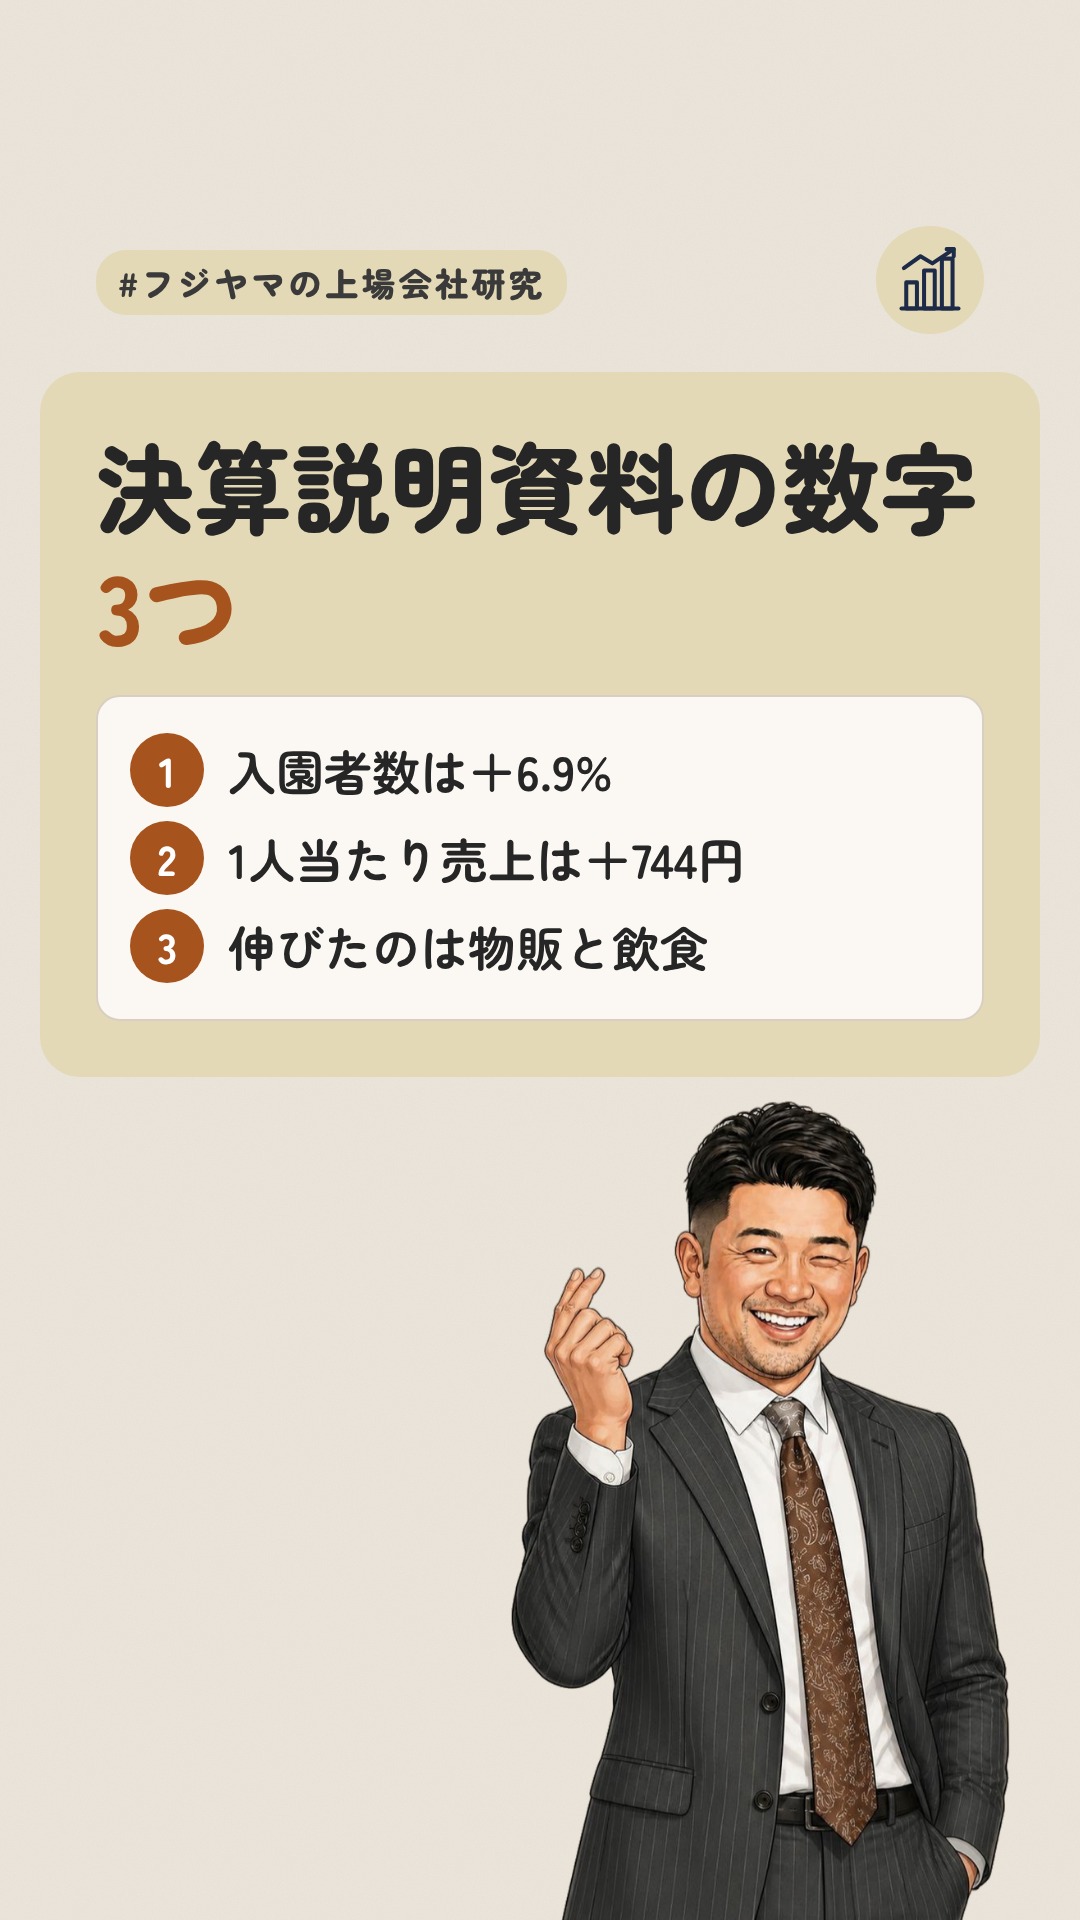 #フジヤマの上場会社研究
決算説明資料の数字
3つ
1 入園者数は＋6.9%
2 1人当たり売上は＋744円
3 伸びたのは物販と飲食